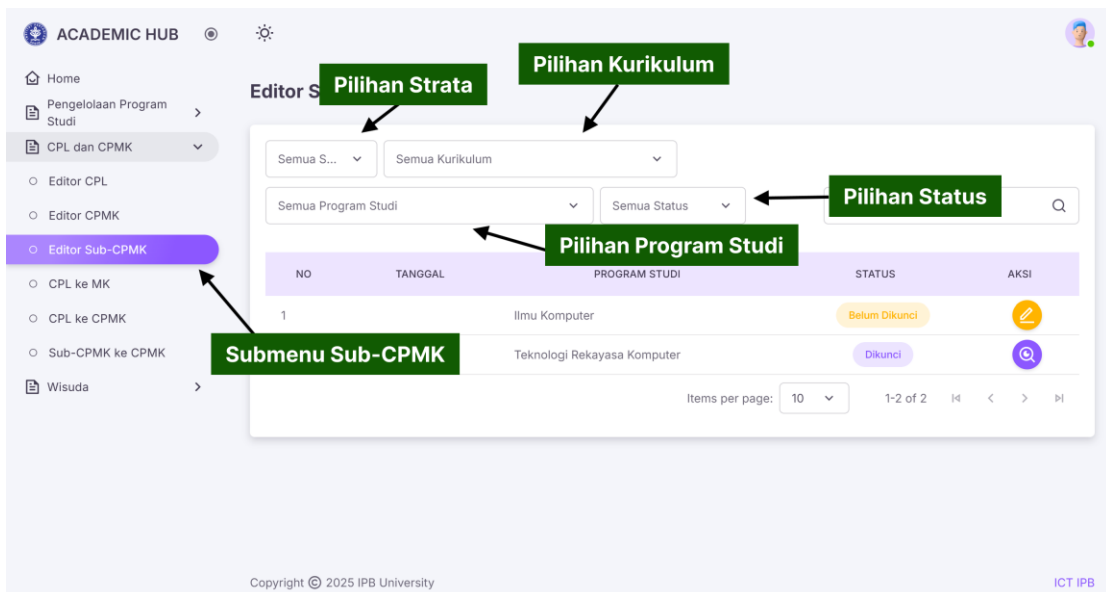 ACADEMIC HUB
Home
Pengelolaan Program
Studi
CPL dan CPMK
Editor CPL
Editor CPMK
Editor Sub-CPMK
CPL ke MK
CPL ke CPMK
Sub-CPMK ke CPMK
Wisuda
Editor S
Pilihan Strata
Pilihan Kurikulum
Semua S...
Semua Kurikulum
Semua Program Studi
Semua Status
Pilihan Status
Pilihan Program Studi
NO TANGGAL PROGRAM STUDI STATUS AKSI
1 Ilmu Komputer Belum Dikunci
Submenu Sub-CPMK
Teknologi Rekayasa Komputer Dikunci
Items per page: 10 1-2 of 2
Copyright © 2025 IPB University
ICT IPB